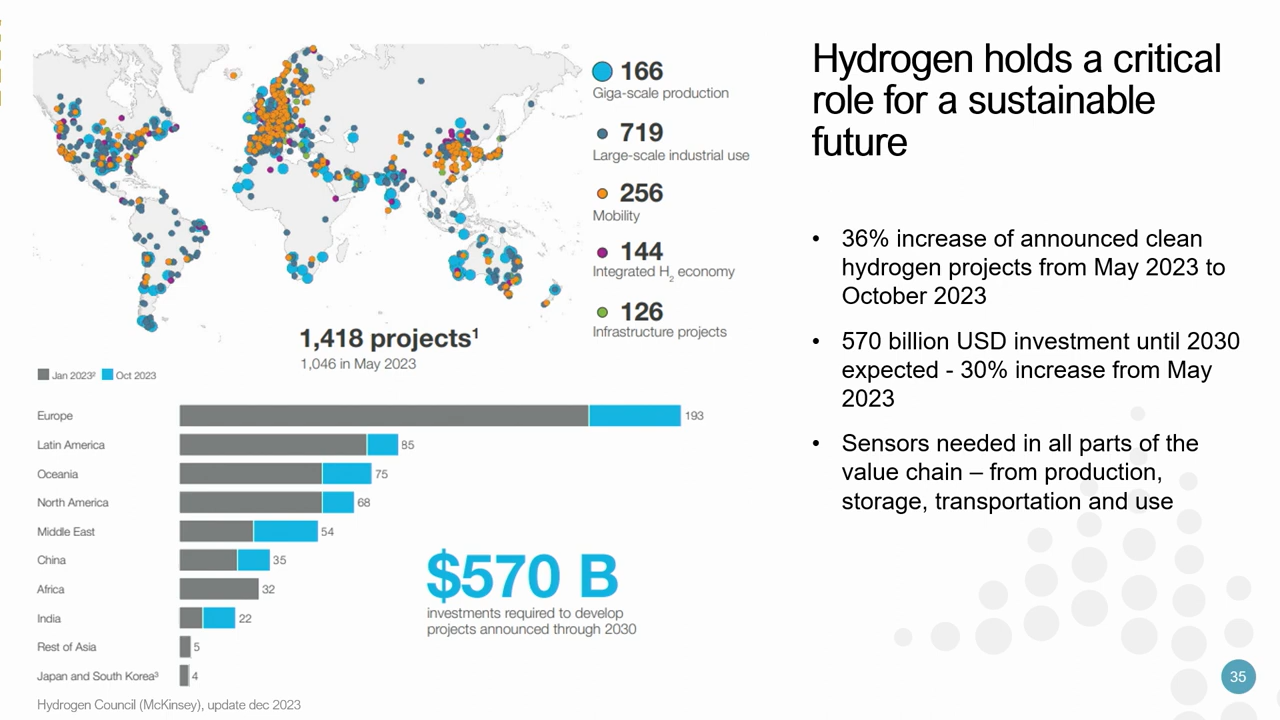 Hydrogen holds a critical
role for a sustainable
future
166
Giga-scale production
719
Large-scale industrial use
256
Mobility
144
Integrated H₂ economy
126
Infrastructure projects
1,418 projects¹
1,046 in May 2023
Jan 2023² Oct 2023
Europe 193
Latin America 85
Oceania 75
North America 68
Middle East 54
China 35
Africa 32
India 22
Rest of Asia 5
Japan and South Korea³ 4
$570 B
investments required to develop
projects announced through 2030
Hydrogen Council (McKinsey), update dec 2023
• 36% increase of announced clean
hydrogen projects from May 2023 to
October 2023
• 570 billion USD investment until 2030
expected - 30% increase from May
2023
• Sensors needed in all parts of the
value chain – from production,
storage, transportation and use
35